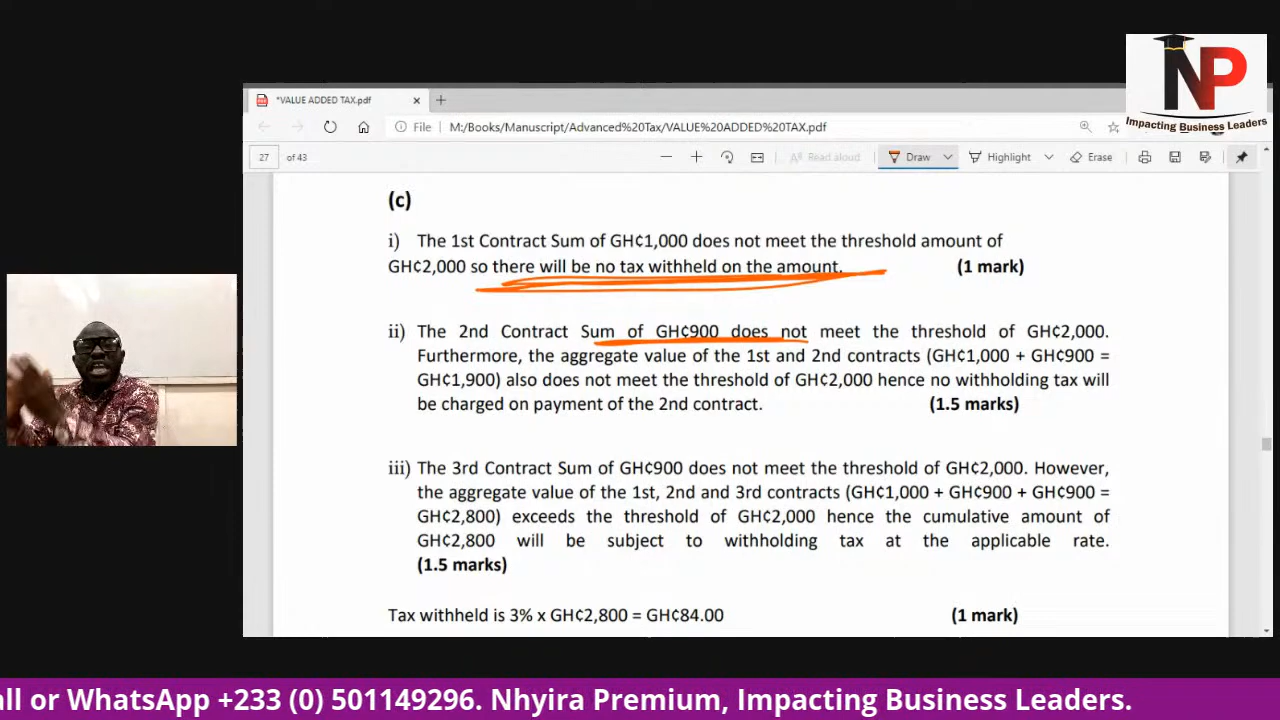 NP
Impacting Business Leaders
*VALUE ADDED TAX.pdf
File M:/Books/Manuscript/Advanced%20Tax/VALUE%20ADDED%20TAX.pdf
27 of 43 Read aloud Draw Highlight Erase
(c)
i) The 1st Contract Sum of GH¢1,000 does not meet the threshold amount of
GH¢2,000 so there will be no tax withheld on the amount. (1 mark)
ii) The 2nd Contract Sum of GH¢900 does not meet the threshold of GH¢2,000.
Furthermore, the aggregate value of the 1st and 2nd contracts (GH¢1,000 + GH¢900 =
GH¢1,900) also does not meet the threshold of GH¢2,000 hence no withholding tax will
be charged on payment of the 2nd contract. (1.5 marks)
iii) The 3rd Contract Sum of GH¢900 does not meet the threshold of GH¢2,000. However,
the aggregate value of the 1st, 2nd and 3rd contracts (GH¢1,000 + GH¢900 + GH¢900 =
GH¢2,800) exceeds the threshold of GH¢2,000 hence the cumulative amount of
GH¢2,800 will be subject to withholding tax at the applicable rate.
(1.5 marks)
Tax withheld is 3% x GH¢2,800 = GH¢84.00 (1 mark)
all or WhatsApp +233 (0) 501149296. Nhyira Premium, Impacting Business Leaders.